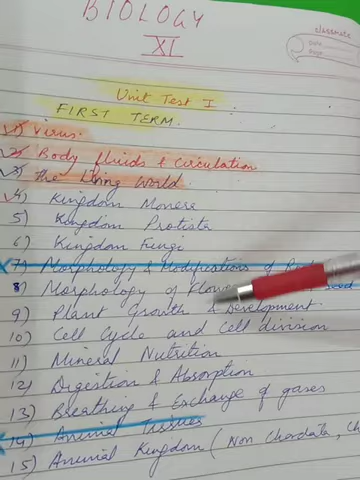 BIOLOGY
XI
classmate
Date
Page
Unit Test I
FIRST TERM.
1) Virus.
2) Body fluids & Circulation
3) The Living World.
4) Kingdom Monera
5) Kingdom Protista
6) Kingdom Fungi
7) Morphology & Modifications of
8) Morphology of
9) Plant Growth & Development.
10) Cell Cycle and Cell division
11) Mineral Nutrition
12) Digestion & Absorption
13) Breathing & Exchange of gases
14) Animal Tissues
15) Animal Kingdom (Non Chordata,